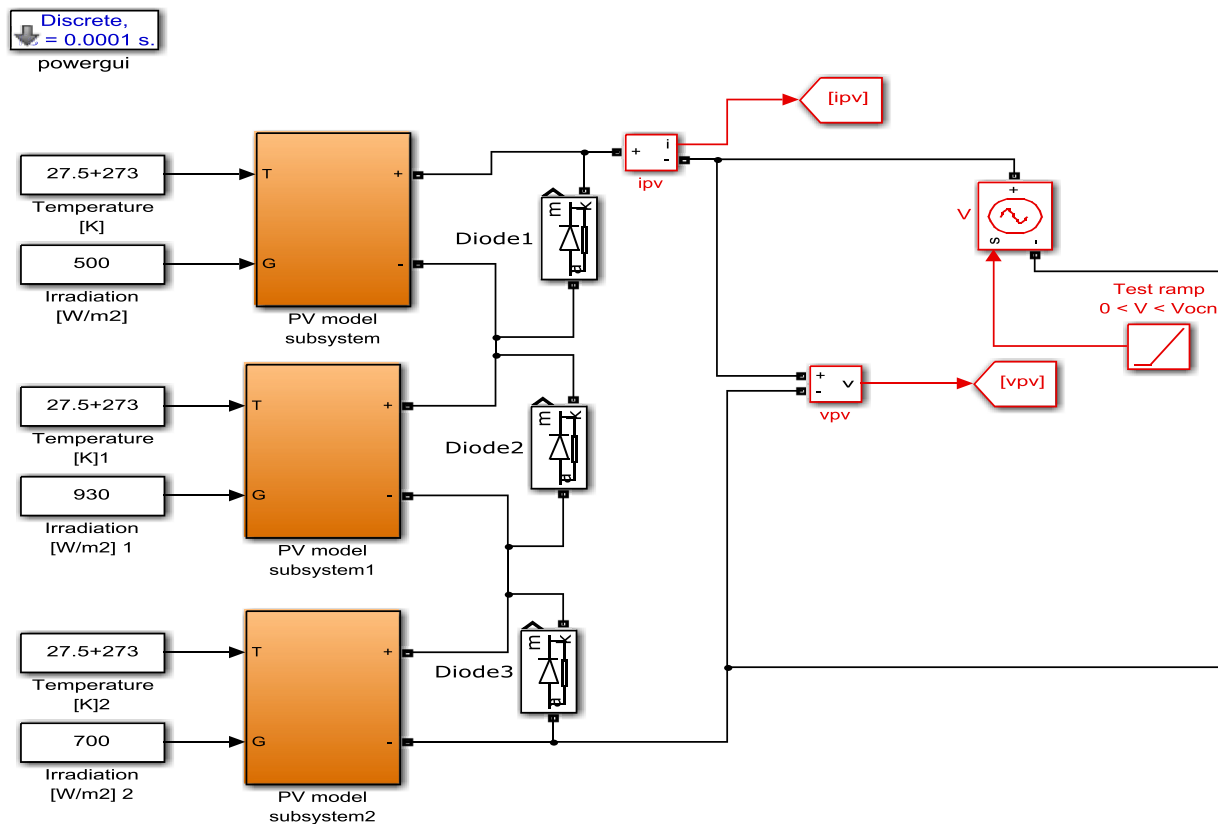 Discrete,
= 0.0001 s.
powergui
[ipv]
27.5+273
T
+
Temperature
[K]
500
G
-
Irradiation
[W/m2]
PV model
subsystem
m
k
a
Diode1
+
i
-
ipv
V
+
s
-
Test ramp
0 < V < Vocn
27.5+273
T
+
Temperature
[K]1
930
G
-
Irradiation
[W/m2] 1
PV model
subsystem1
m
k
a
Diode2
+
-
v
vpv
[vpv]
27.5+273
T
+
Temperature
[K]2
700
G
-
Irradiation
[W/m2] 2
PV model
subsystem2
m
k
a
Diode3